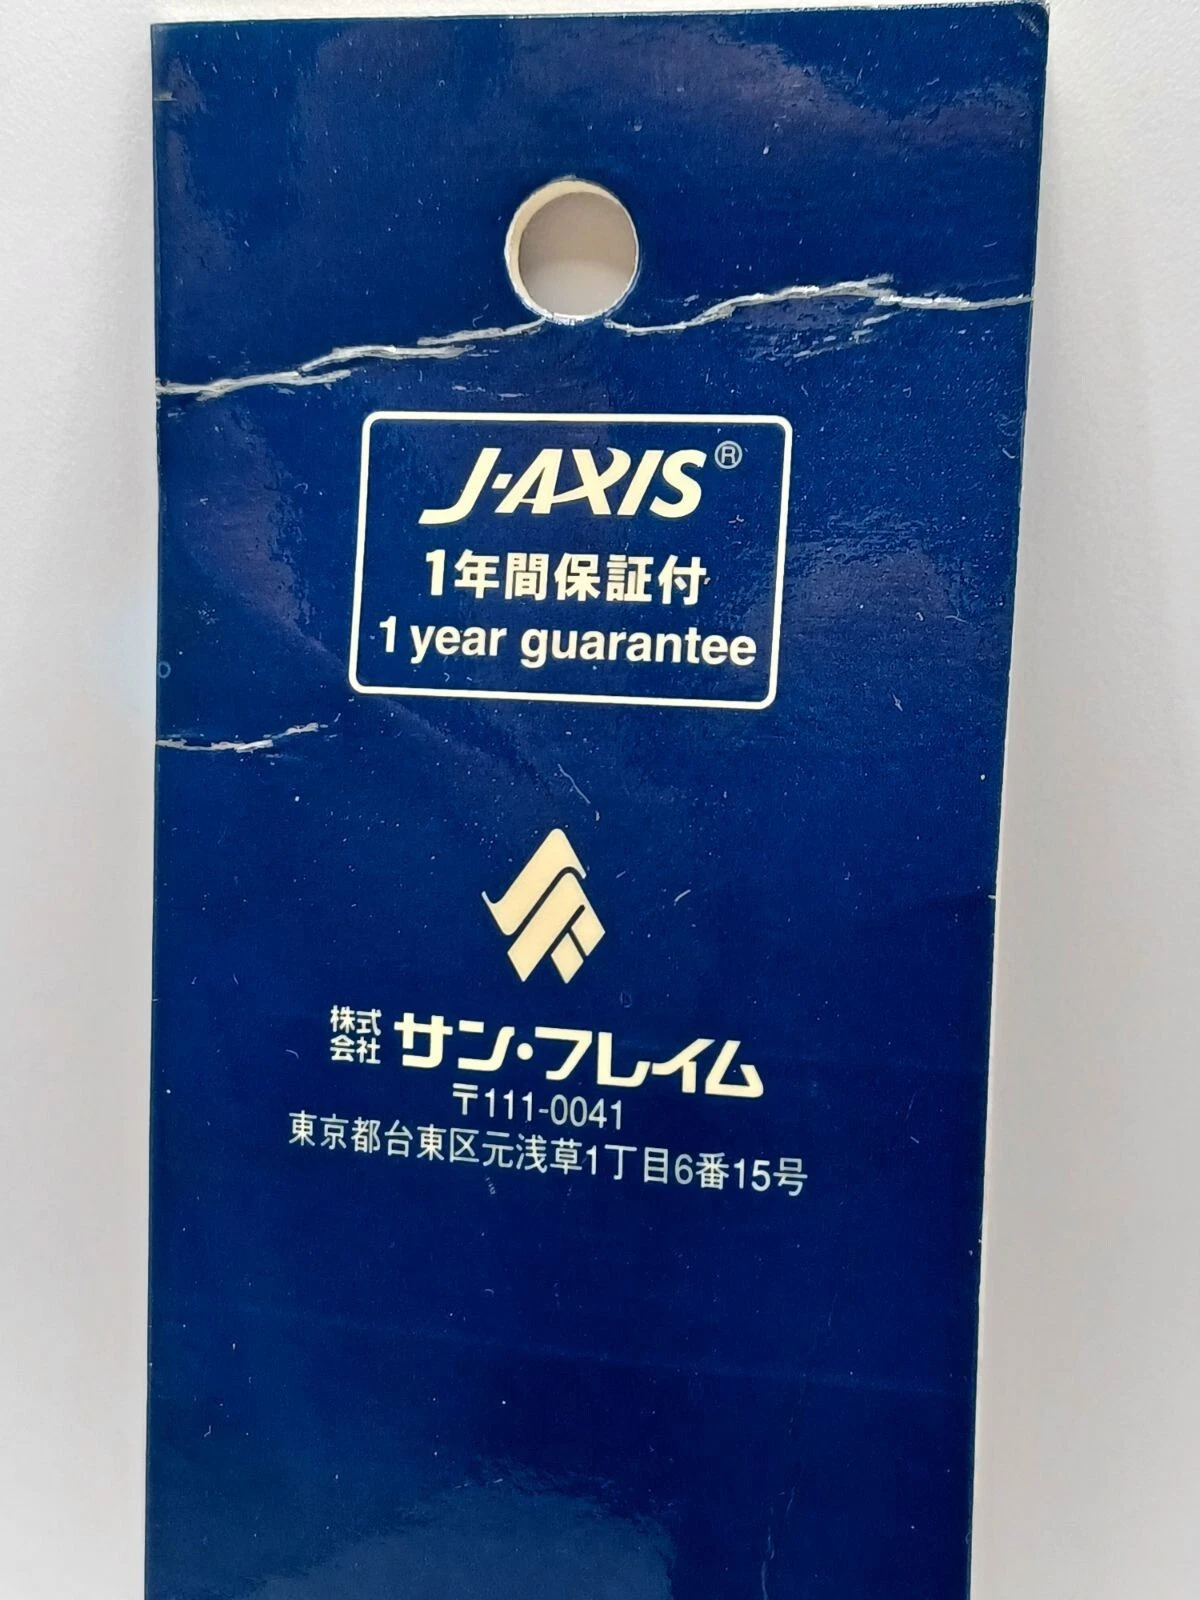 J-AXIS®
1年間保証付
1 year guarantee
株式会社 サン・フレイム
〒111-0041
東京都台東区元浅草1丁目6番15号